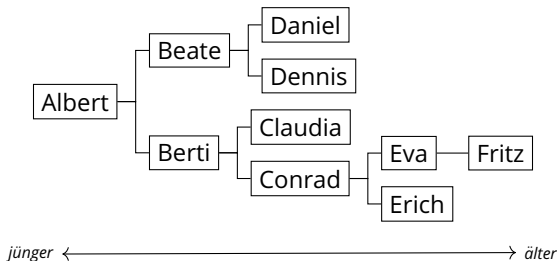 Daniel
Beate
Dennis
Albert
Claudia
Berti
Eva
Fritz
Conrad
Erich
jünger
älter